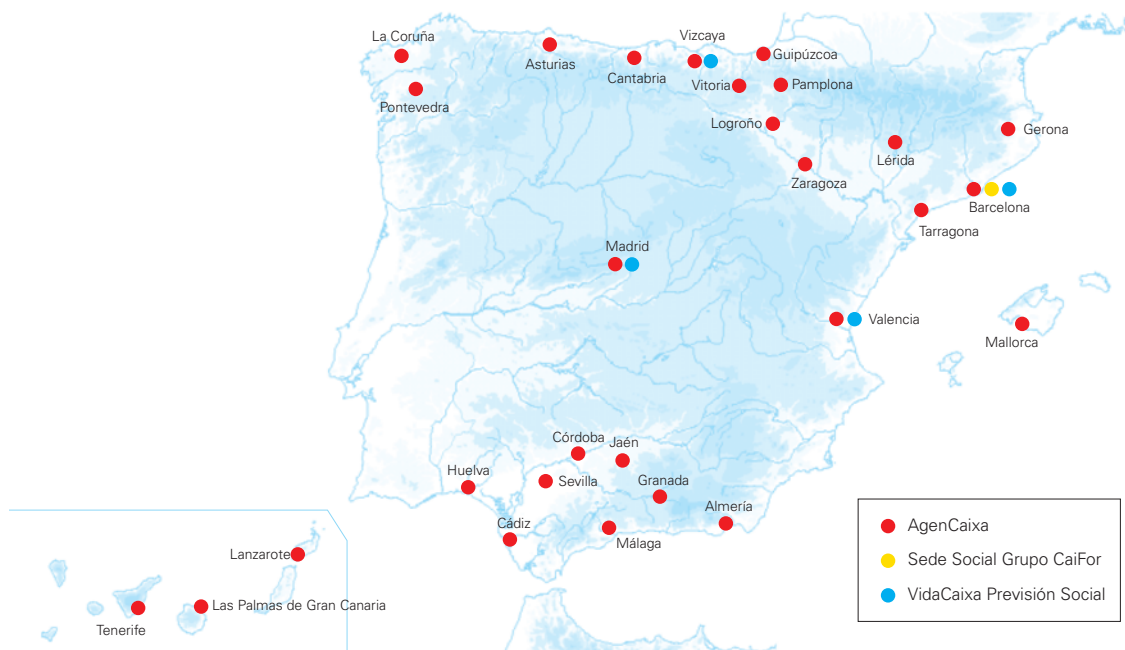 La Coruña
Vizcaya
Asturias
Guipúzcoa
Cantabria
Vitoria
Pamplona
Pontevedra
Logroño
Gerona
Lérida
Zaragoza
Barcelona
Tarragona
Madrid
Valencia
Mallorca
Córdoba
Jaén
Huelva
Sevilla
Granada
Almería
Cádiz
Málaga
Lanzarote
Las Palmas de Gran Canaria
Tenerife
AgenCaixa
Sede Social Grupo CaiFor
VidaCaixa Previsión Social